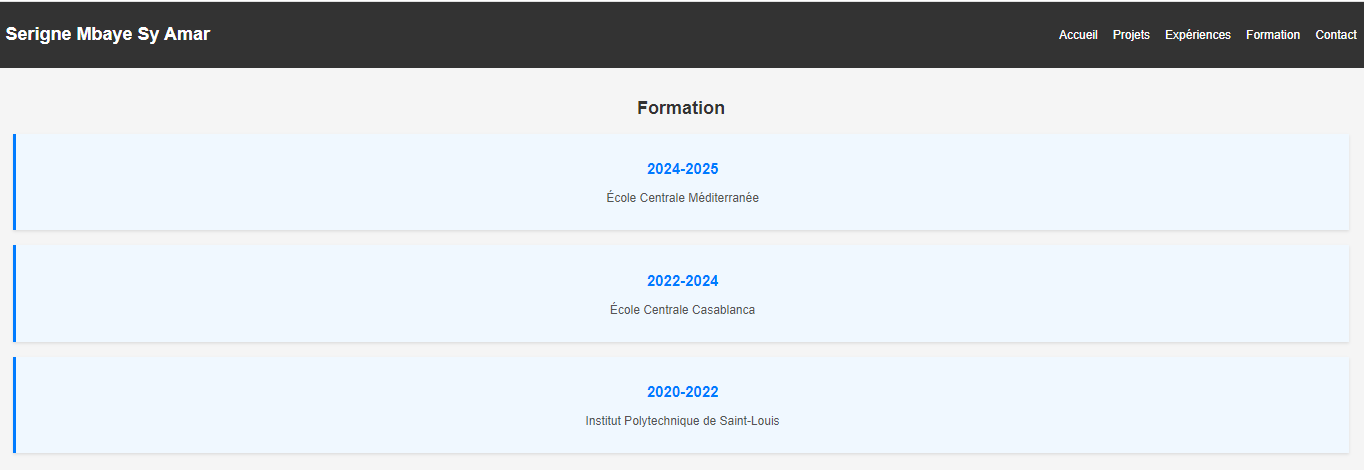 Serigne Mbaye Sy Amar
Accueil Projets Expériences Formation Contact
Formation
2024-2025
École Centrale Méditerranée
2022-2024
École Centrale Casablanca
2020-2022
Institut Polytechnique de Saint-Louis